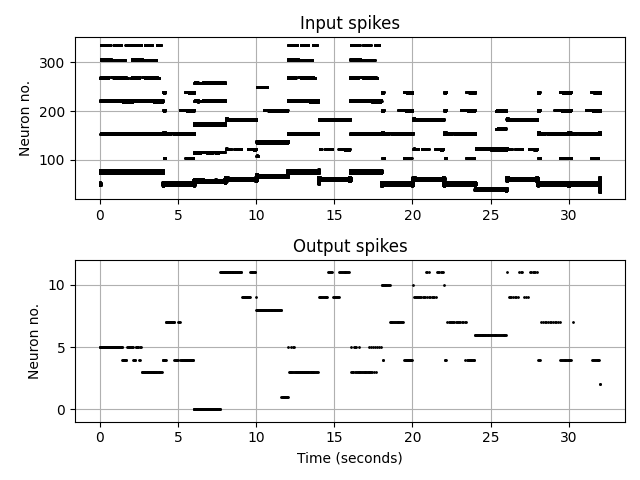 Input spikes
Neuron no.
300
200
100
0 5 10 15 20 25 30
Output spikes
Neuron no.
10
5
0
0 5 10 15 20 25 30
Time (seconds)